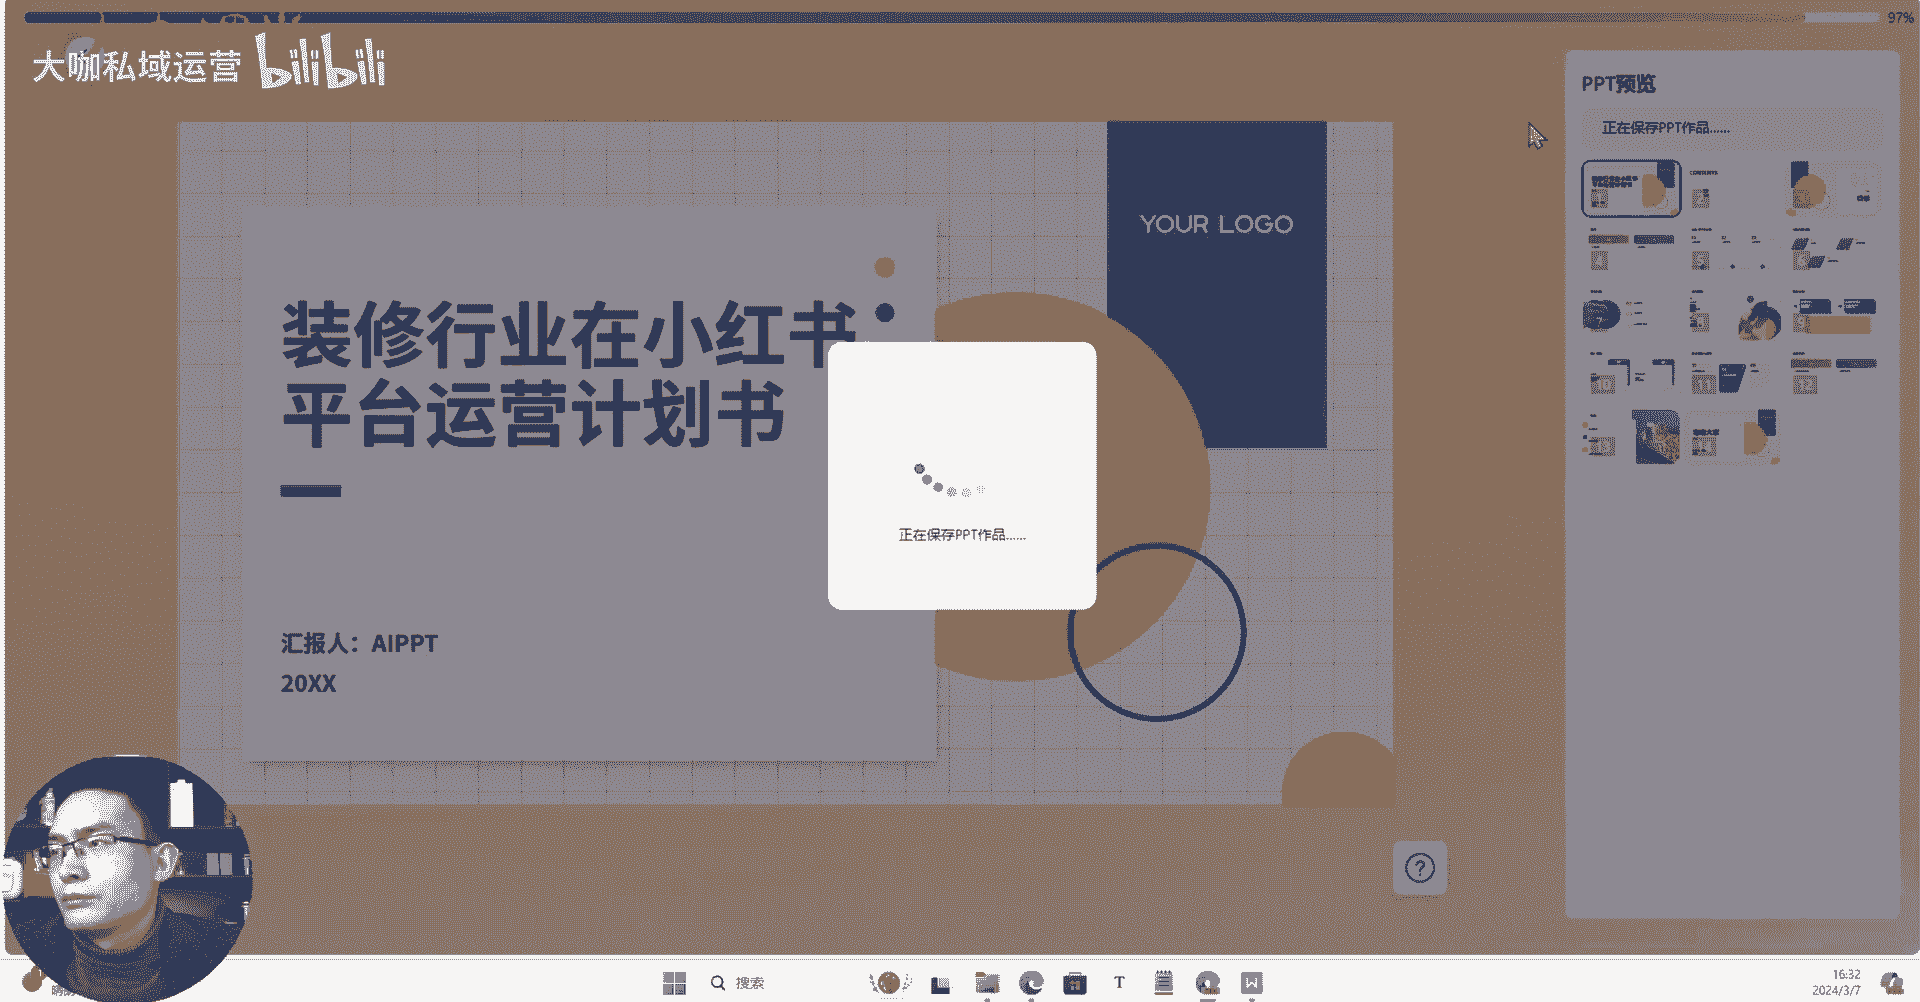 97%
大咖私域运营 bilibili
PPT预览
正在保存PPT作品......
YOUR LOGO
装修行业在小红书
平台运营计划书
正在保存PPT作品......
汇报人：AIPPT
20XX
搜索
16:32
2024/3/7